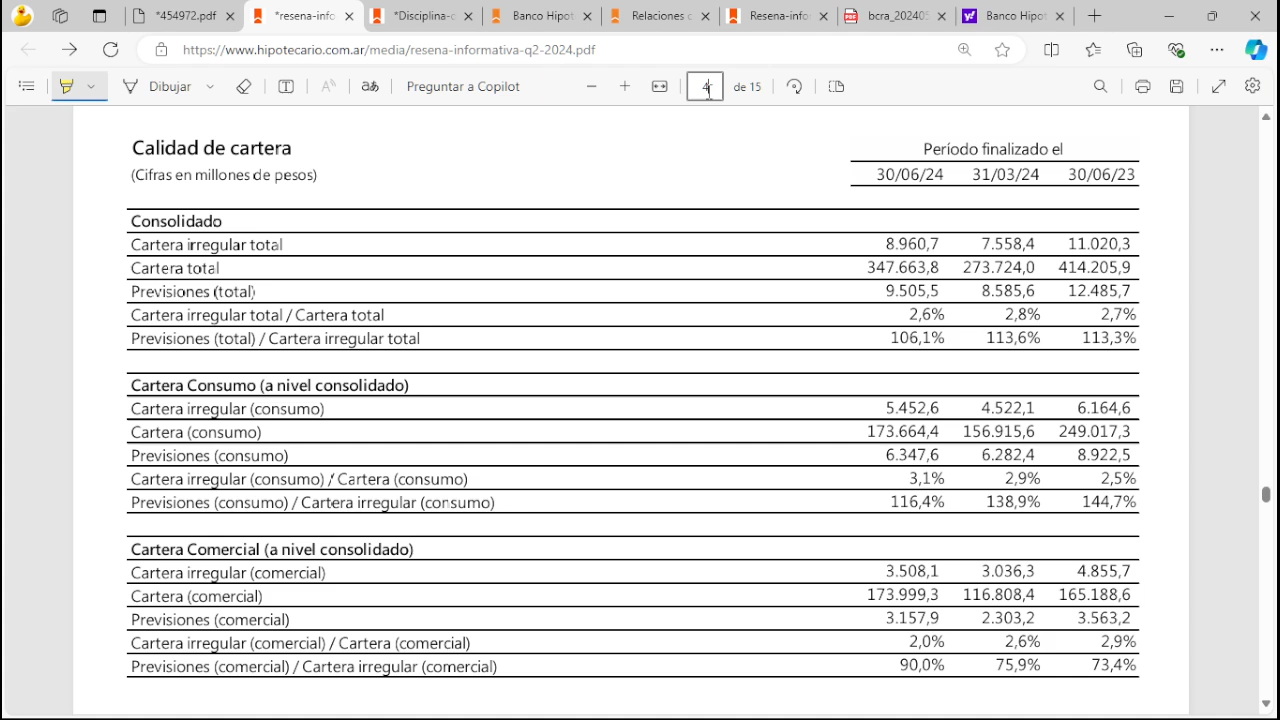 *454972.pdf
*resena-info
*Disciplina-c
Banco Hipot
Relaciones c
Resena-info
bcra_202405
Banco Hipot
https://www.hipotecario.com.ar/media/resena-informativa-q2-2024.pdf
Dibujar Preguntar a Copilot 4 de 15
Calidad de cartera Período finalizado el
(Cifras en millones de pesos) 30/06/24 31/03/24 30/06/23
Consolidado
Cartera irregular total 8.960,7 7.558,4 11.020,3
Cartera total 347.663,8 273.724,0 414.205,9
Previsiones (total) 9.505,5 8.585,6 12.485,7
Cartera irregular total / Cartera total 2,6% 2,8% 2,7%
Previsiones (total) / Cartera irregular total 106,1% 113,6% 113,3%
Cartera Consumo (a nivel consolidado)
Cartera irregular (consumo) 5.452,6 4.522,1 6.164,6
Cartera (consumo) 173.664,4 156.915,6 249.017,3
Previsiones (consumo) 6.347,6 6.282,4 8.922,5
Cartera irregular (consumo) / Cartera (consumo) 3,1% 2,9% 2,5%
Previsiones (consumo) / Cartera irregular (consumo) 116,4% 138,9% 144,7%
Cartera Comercial (a nivel consolidado)
Cartera irregular (comercial) 3.508,1 3.036,3 4.855,7
Cartera (comercial) 173.999,3 116.808,4 165.188,6
Previsiones (comercial) 3.157,9 2.303,2 3.563,2
Cartera irregular (comercial) / Cartera (comercial) 2,0% 2,6% 2,9%
Previsiones (comercial) / Cartera irregular (comercial) 90,0% 75,9% 73,4%